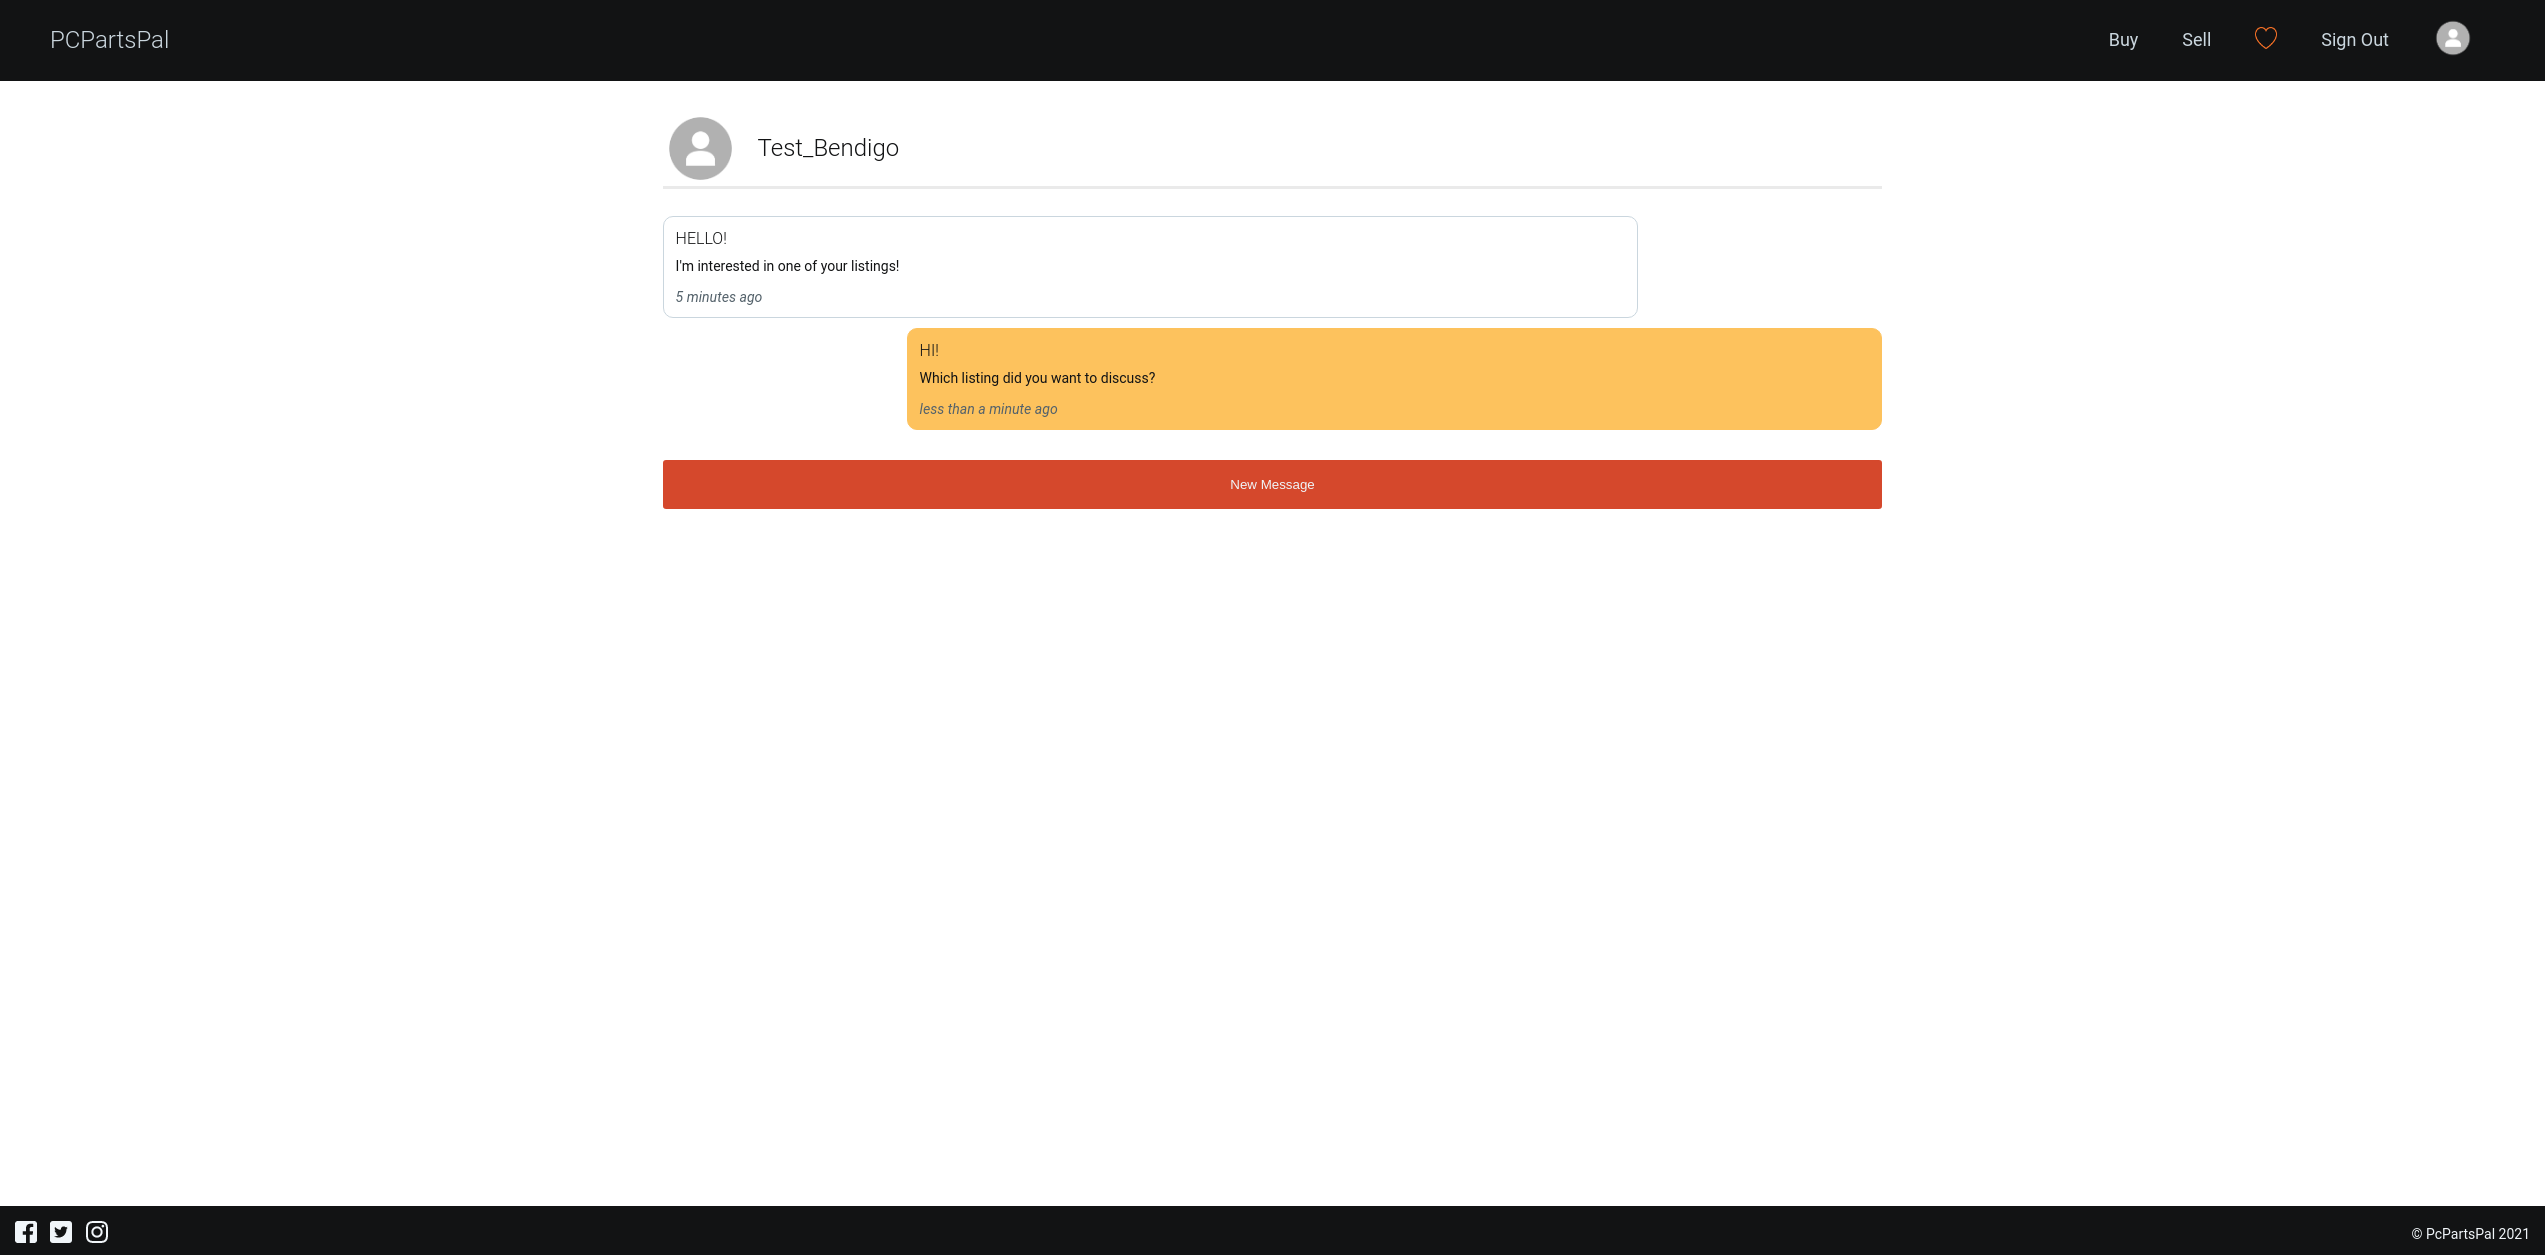 PCPartsPal
Buy Sell Sign Out
Test_Bendigo
HELLO!
I'm interested in one of your listings!
5 minutes ago
HI!
Which listing did you want to discuss?
less than a minute ago
New Message
© PcPartsPal 2021